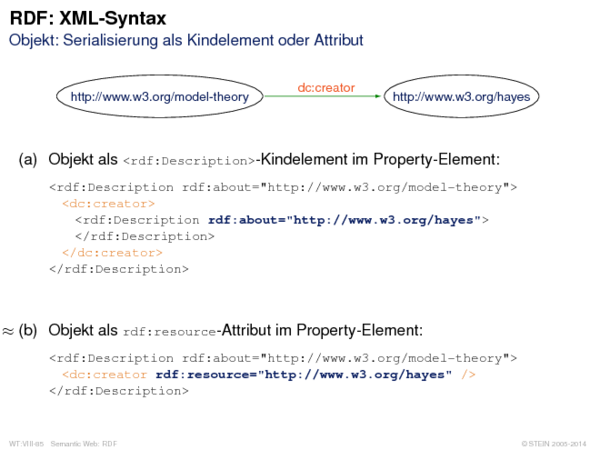 RDF: XML-Syntax
Objekt: Serialisierung als Kindelement oder Attribut
dc:creator
http://www.w3.org/model-theory http://www.w3.org/hayes
(a) Objekt als <rdf:Description>-Kindelement im Property-Element:
<rdf:Description rdf:about="http://www.w3.org/model-theory">
<dc:creator>
<rdf:Description rdf:about="http://www.w3.org/hayes">
</rdf:Description>
</dc:creator>
</rdf:Description>
≈ (b) Objekt als rdf:resource-Attribut im Property-Element:
<rdf:Description rdf:about="http://www.w3.org/model-theory">
<dc:creator rdf:resource="http://www.w3.org/hayes" />
</rdf:Description>
WT:VIII-85 Semantic Web: RDF © STEIN 2005-2014